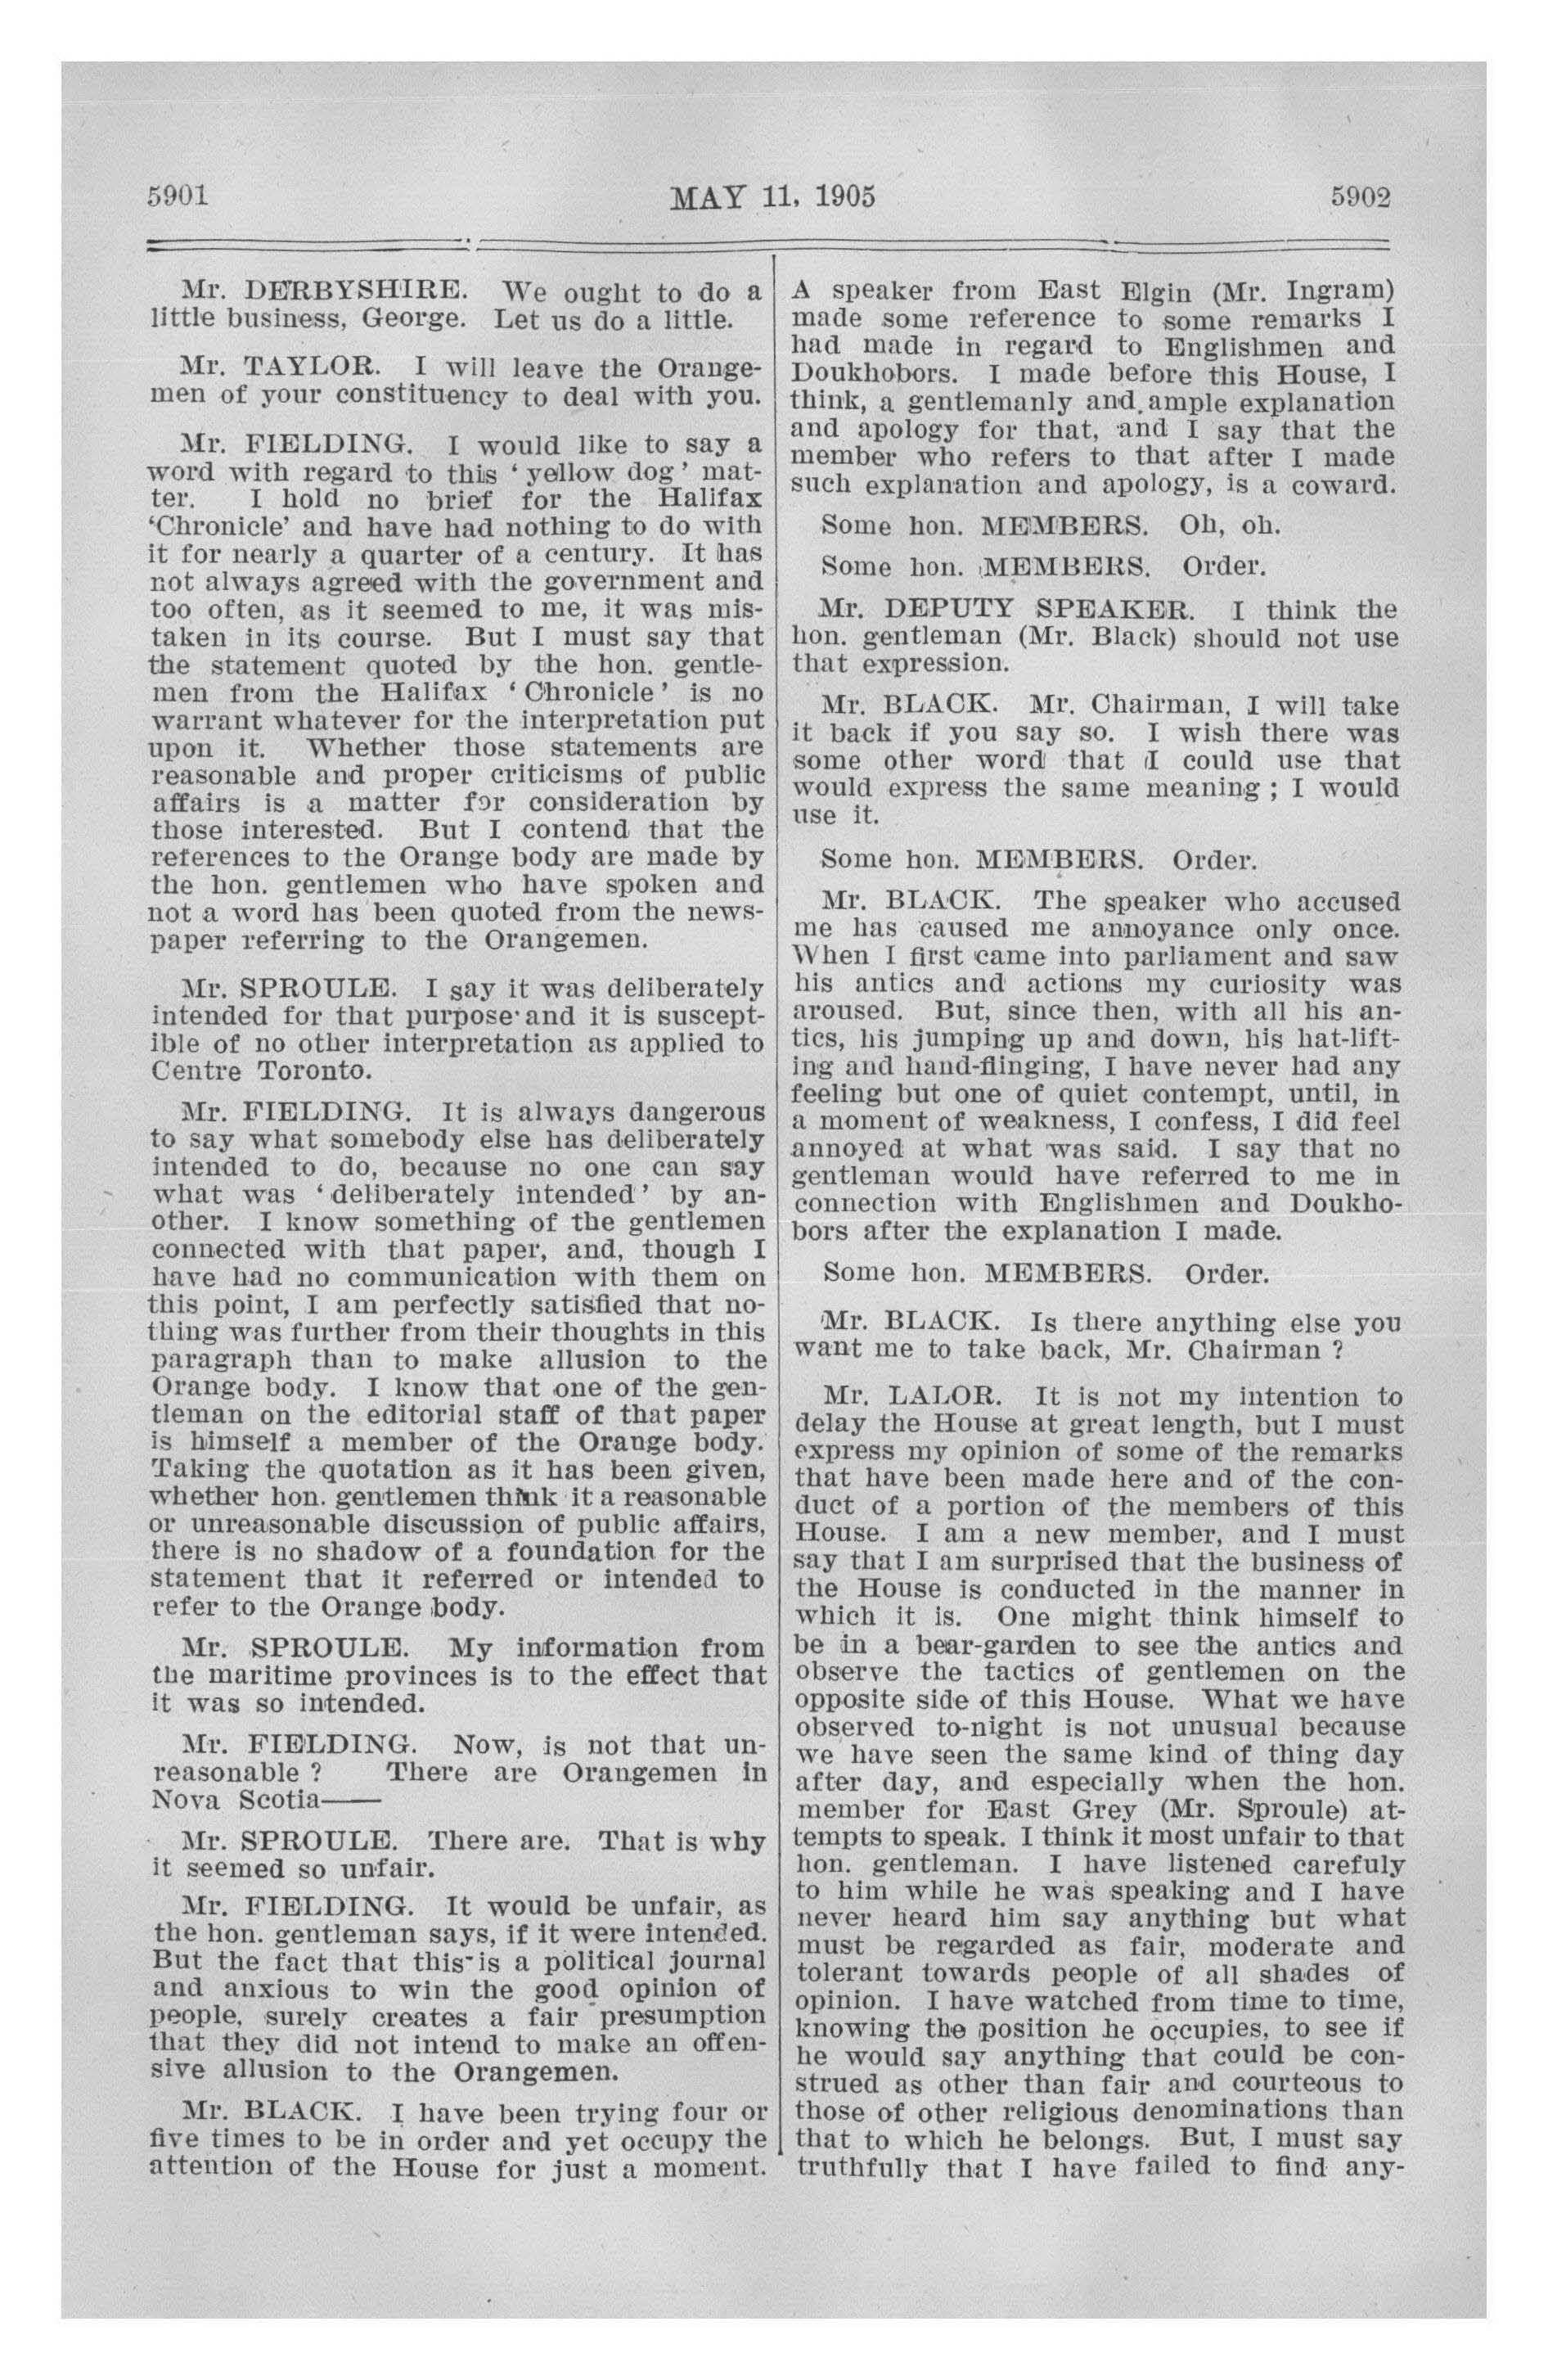 5901
MAY 11, 1905
5902
Mr. DERBYSHIRE. We ought to do a
little business, George. Let us do a little.
Mr. TAYLOR. I will leave the Orange-
men of your constituency to deal with you.
Mr. FIELDING. I would like to say a
word with regard to this ‘ yellow dog ’ mat-
ter. I hold no brief for the Halifax
‘Chronicle’ and have had nothing to do with
it for nearly a quarter of a century. It has
not always agreed with the government and
too often, as it seemed to me, it was mis-
taken in its course. But I must say that
the statement quoted by the hon. gentle-
men from the Halifax ‘ Chronicle ’ is no
warrant whatever for the interpretation put
upon it. Whether those statements are
reasonable and proper criticisms of public
affairs is a matter for consideration by
those interested. But I contend that the
references to the Orange body are made by
the hon. gentlemen who have spoken and
not a word has been quoted from the news-
paper referring to the Orangemen.
Mr. SPROULE. I say it was deliberately
intended for that purpose and it is suscept-
ible of no other interpretation as applied to
Centre Toronto.
Mr. FIELDING. It is always dangerous
to say what somebody else has deliberately
intended to do, because no one can say
what was ‘ deliberately intended ’ by an-
other. I know something of the gentlemen
connected with that paper, and, though I
have had no communication with them on
this point, I am perfectly satisfied that no-
thing was further from their thoughts in this
paragraph than to make allusion to the
Orange body. I know that one of the gen-
tleman on the editorial staff of that paper
is himself a member of the Orange body.
Taking the quotation as it has been given,
whether hon. gentlemen think it a reasonable
or unreasonable discussion of public affairs,
there is no shadow of a foundation for the
statement that it referred or intended to
refer to the Orange body.
Mr. SPROULE. My information from
the maritime provinces is to the effect that
it was so intended.
Mr. FIELDING. Now, is not that un-
reasonable ? There are Orangemen in
Nova Scotia——
Mr. SPROULE. There are. That is why
it seemed so unfair.
Mr. FIELDING. It would be unfair, as
the hon. gentleman says, if it were intended.
But the fact that this is a political journal
and anxious to win the good opinion of
people, surely creates a fair presumption
that they did not intend to make an offen-
sive allusion to the Orangemen.
Mr. BLACK. I have been trying four or
five times to be in order and yet occupy the
attention of the House for just a moment.
A speaker from East Elgin (Mr. Ingram)
made some reference to some remarks I
had made in regard to Englishmen and
Doukhobors. I made before this House, I
think, a gentlemanly and ample explanation
and apology for that, and I say that the
member who refers to that after I made
such explanation and apology, is a coward.
Some hon. MEMBERS. Oh, oh.
Some hon. MEMBERS. Order.
Mr. DEPUTY SPEAKER. I think the
hon. gentleman (Mr. Black) should not use
that expression.
Mr. BLACK. Mr. Chairman, I will take
it back if you say so. I wish there was
some other word that I could use that
would express the same meaning ; I would
use it.
Some hon. MEMBERS. Order.
Mr. BLACK. The speaker who accused
me has caused me annoyance only once.
When I first came into parliament and saw
his antics and actions my curiosity was
aroused. But, since then, with all his an-
tics, his jumping up and down, his hat-lift-
ing and hand-flinging, I have never had any
feeling but one of quiet contempt, until, in
a moment of weakness, I confess, I did feel
annoyed at what was said. I say that no
gentleman would have referred to me in
connection with Englishmen and Doukho-
bors after the explanation I made.
Some hon. MEMBERS. Order.
Mr. BLACK. Is there anything else you
want me to take back, Mr. Chairman ?
Mr. LALOR. It is not my intention to
delay the House at great length, but I must
express my opinion of some of the remarks
that have been made here and of the con-
duct of a portion of the members of this
House. I am a new member, and I must
say that I am surprised that the business of
the House is conducted in the manner in
which it is. One might think himself to
be in a bear-garden to see the antics and
observe the tactics of gentlemen on the
opposite side of this House. What we have
observed to-night is not unusual because
we have seen the same kind of thing day
after day, and especially when the hon.
member for East Grey (Mr. Sproule) at-
tempts to speak. I think it most unfair to that
hon. gentleman. I have listened carefuly
to him while he was speaking and I have
never heard him say anything but what
must be regarded as fair, moderate and
tolerant towards people of all shades of
opinion. I have watched from time to time,
knowing the position he occupies, to see if
he would say anything that could be con-
strued as other than fair and courteous to
those of other religious denominations than
that to which he belongs. But, I must say
truthfully that I have failed to find any-